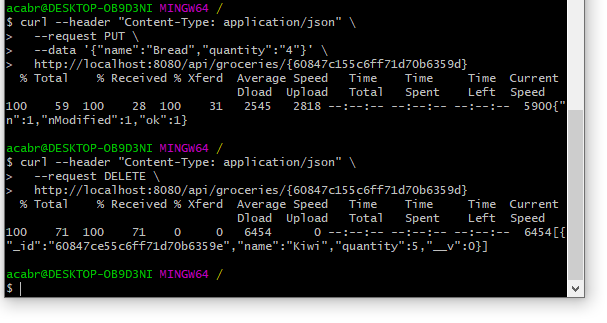 acabr@DESKTOP-OB9D3NI MINGW64 /
$ curl --header "Content-Type: application/json" \
>   --request PUT \
>   --data '{"name":"Bread","quantity":"4"}' \
>   http://localhost:8080/api/groceries/{60847c155c6ff71d70b6359d}
  % Total    % Received % Xferd  Average Speed   Time    Time     Time  Current
                                 Dload  Upload   Total   Spent    Left  Speed
100    59  100    28  100    31   2545   2818 --:--:-- --:--:-- --:--:--  5900{"
n":1,"nModified":1,"ok":1}

acabr@DESKTOP-OB9D3NI MINGW64 /
$ curl --header "Content-Type: application/json" \
>   --request DELETE \
>   http://localhost:8080/api/groceries/{60847c155c6ff71d70b6359d}
  % Total    % Received % Xferd  Average Speed   Time    Time     Time  Current
                                 Dload  Upload   Total   Spent    Left  Speed
100    71  100    71    0     0   6454      0 --:--:-- --:--:-- --:--:--  6454[{
"_id":"60847ce55c6ff71d70b6359e","name":"Kiwi","quantity":5,"__v":0}]

acabr@DESKTOP-OB9D3NI MINGW64 /
$